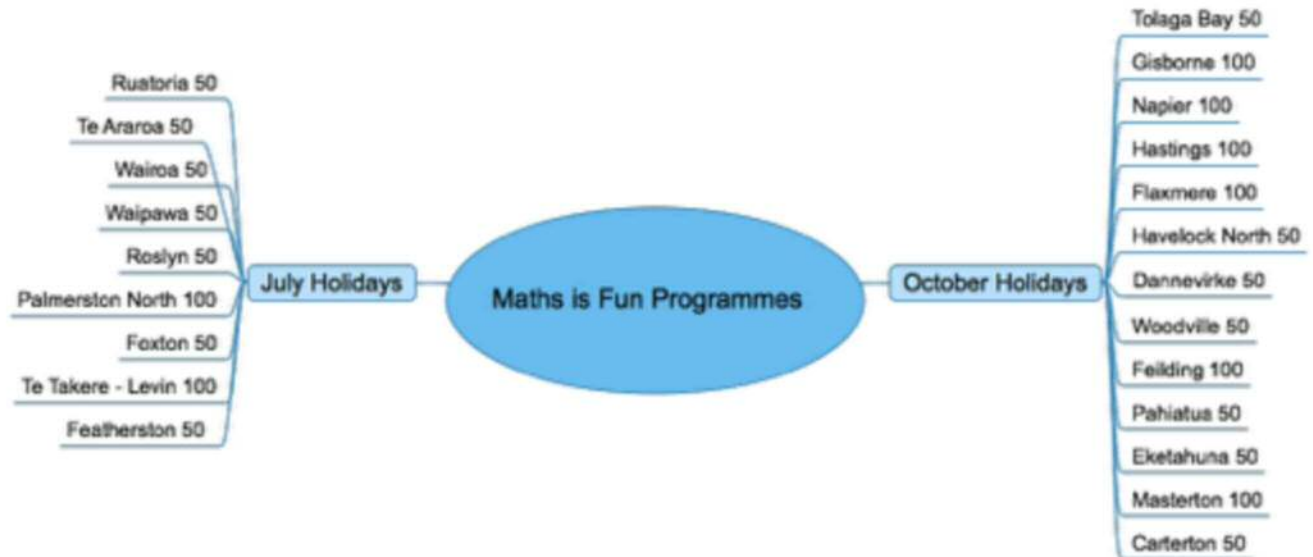 Maths is Fun Programmes
July Holidays
Ruatoria 50
Te Araroa 50
Wairoa 50
Waipawa 50
Roslyn 50
Palmerston North 100
Foxton 50
Te Takere - Levin 100
Featherston 50
October Holidays
Tolaga Bay 50
Gisborne 100
Napier 100
Hastings 100
Flaxmere 100
Havelock North 50
Dannevirke 50
Woodville 50
Feilding 100
Pahiatua 50
Eketahuna 50
Masterton 100
Carterton 50